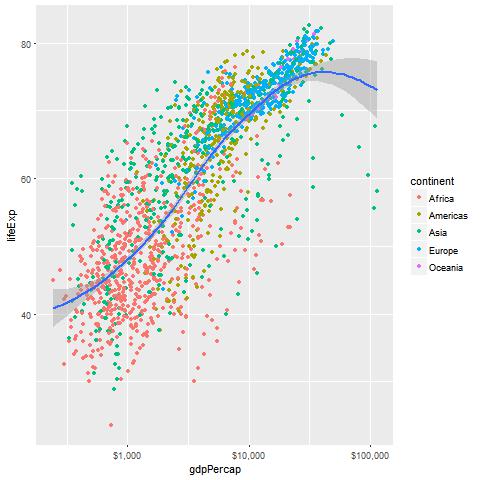 80
60
40
lifeExp
$1,000
$10,000
$100,000
gdpPercap
continent
Africa
Americas
Asia
Europe
Oceania